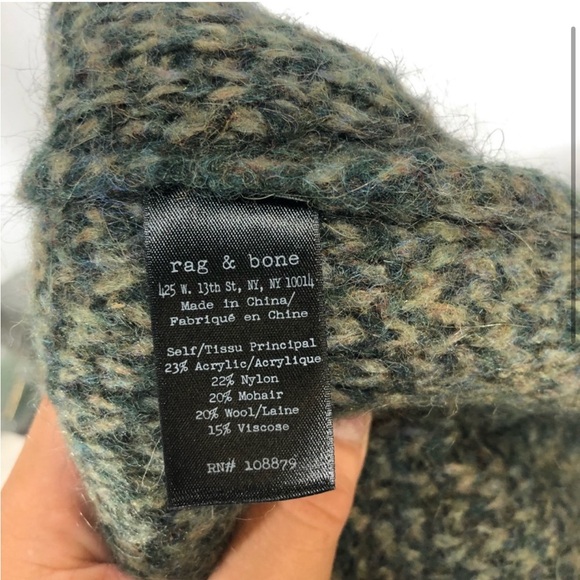 rag & bone
425 W. 13th St, NY, NY 10014
Made in China/
Fabriqué en Chine
Self/Tissu Principal
23% Acrylic/Acrylique
22% Nylon
20% Mohair
20% Wool/Laine
15% Viscose
RN# 108879